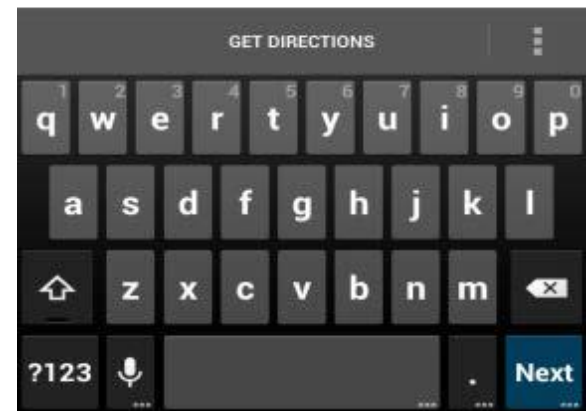 GET DIRECTIONS
1 2 3 4 5 6 7 8 9 0
q w e r t y u i o p
a s d f g h j k l
z x c v b n m
?123 . Next